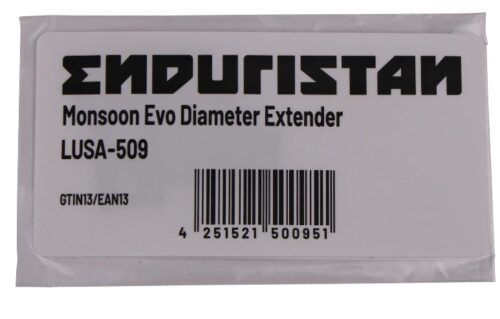 ENDURISTAN
Monsoon Evo Diameter Extender
LUSA-509
GTIN13/EAN13
4 251521 500951